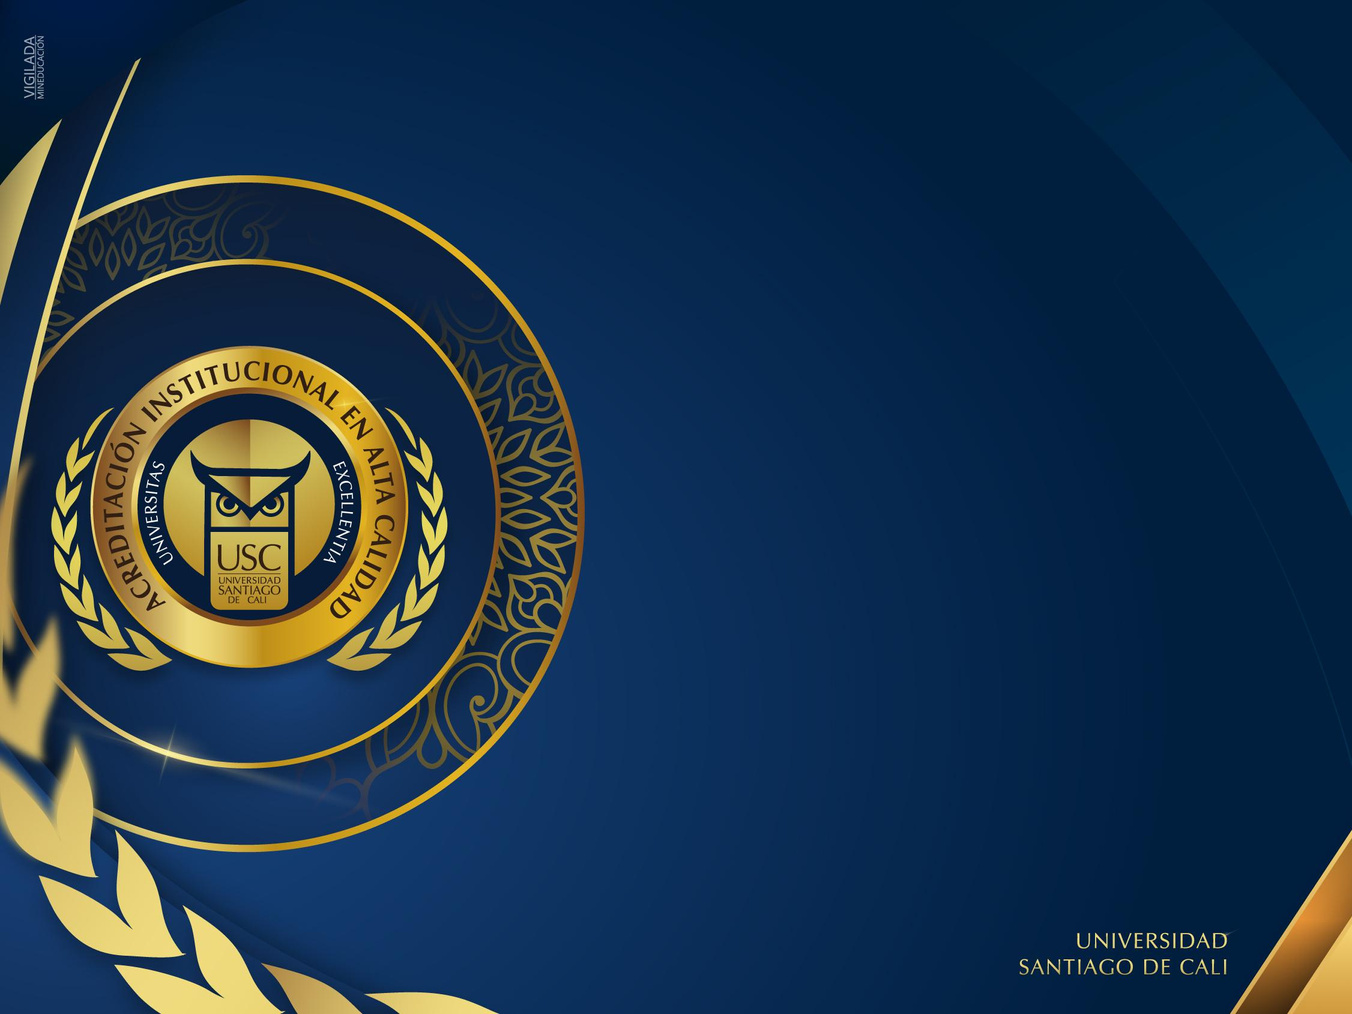 VIGILADA
MINEDUCACIÓN
ACREDITACIÓN INSTITUCIONAL EN ALTA CALIDAD
UNIVERSITAS
EXCELLENTIA
USC
UNIVERSIDAD
SANTIAGO
DE CALI
UNIVERSIDAD
SANTIAGO DE CALI